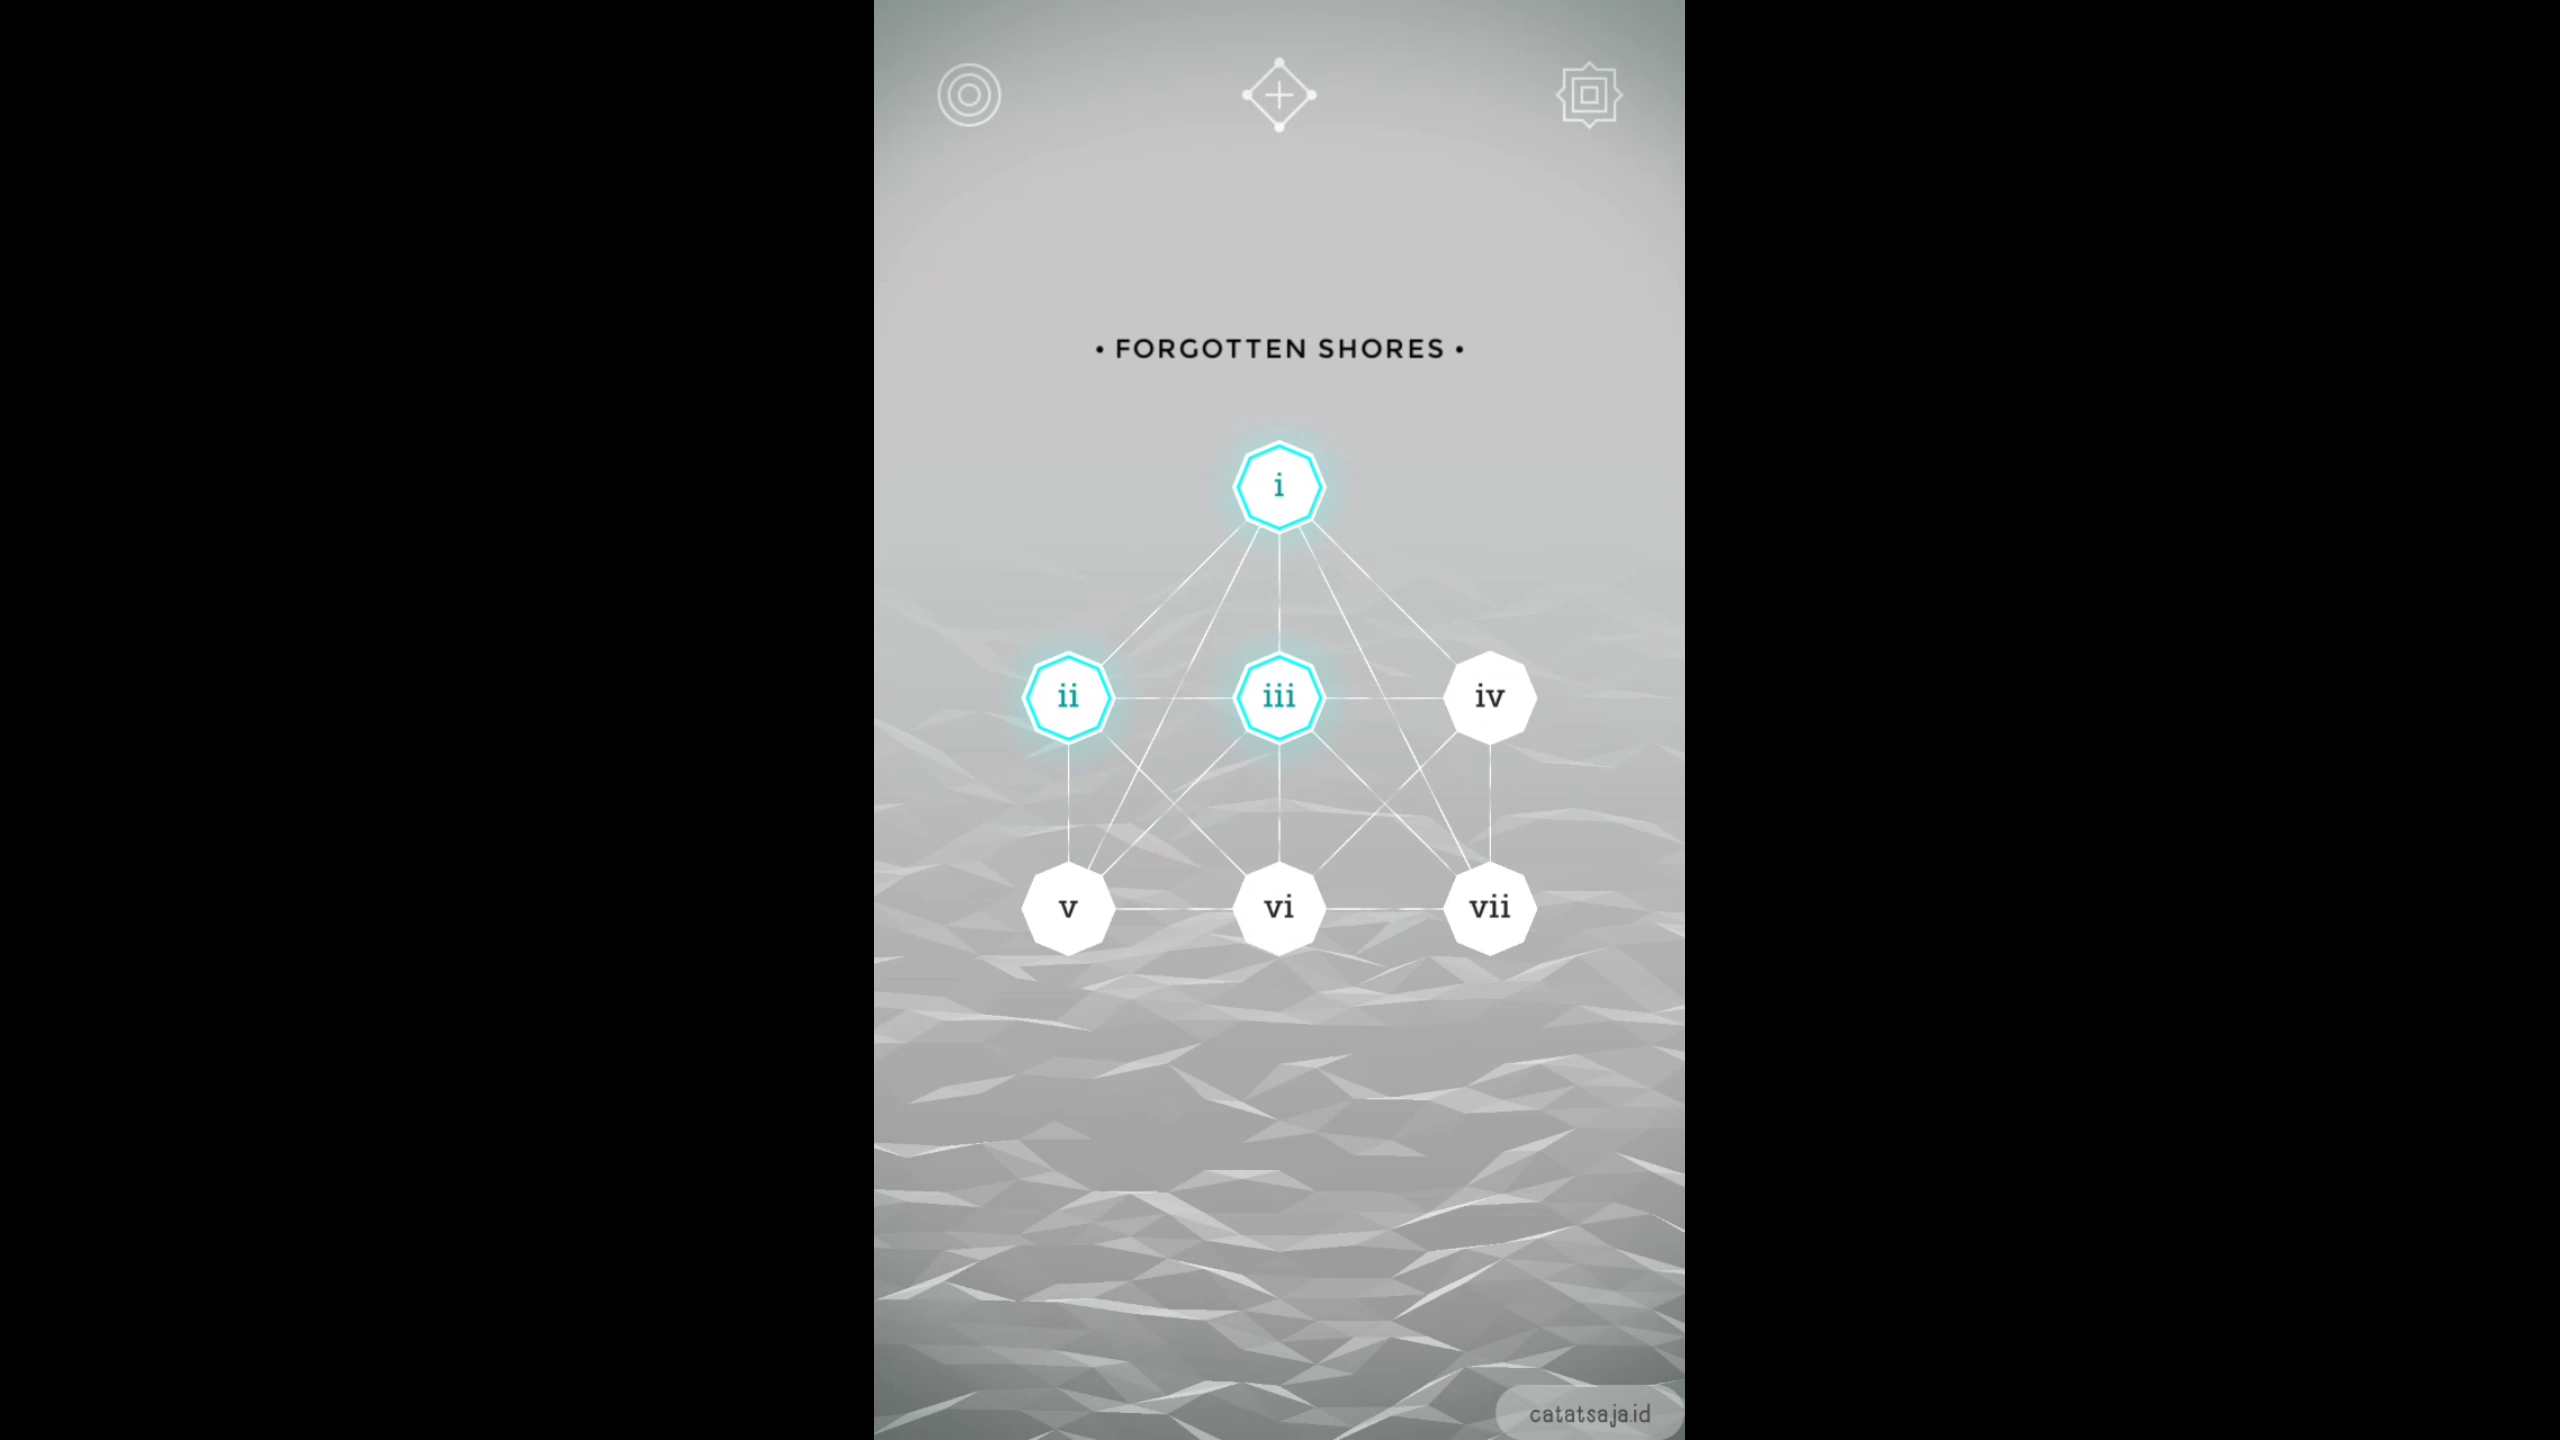 • FORGOTTEN SHORES •
i
ii iii iv
v vi vii
catatsaja.id